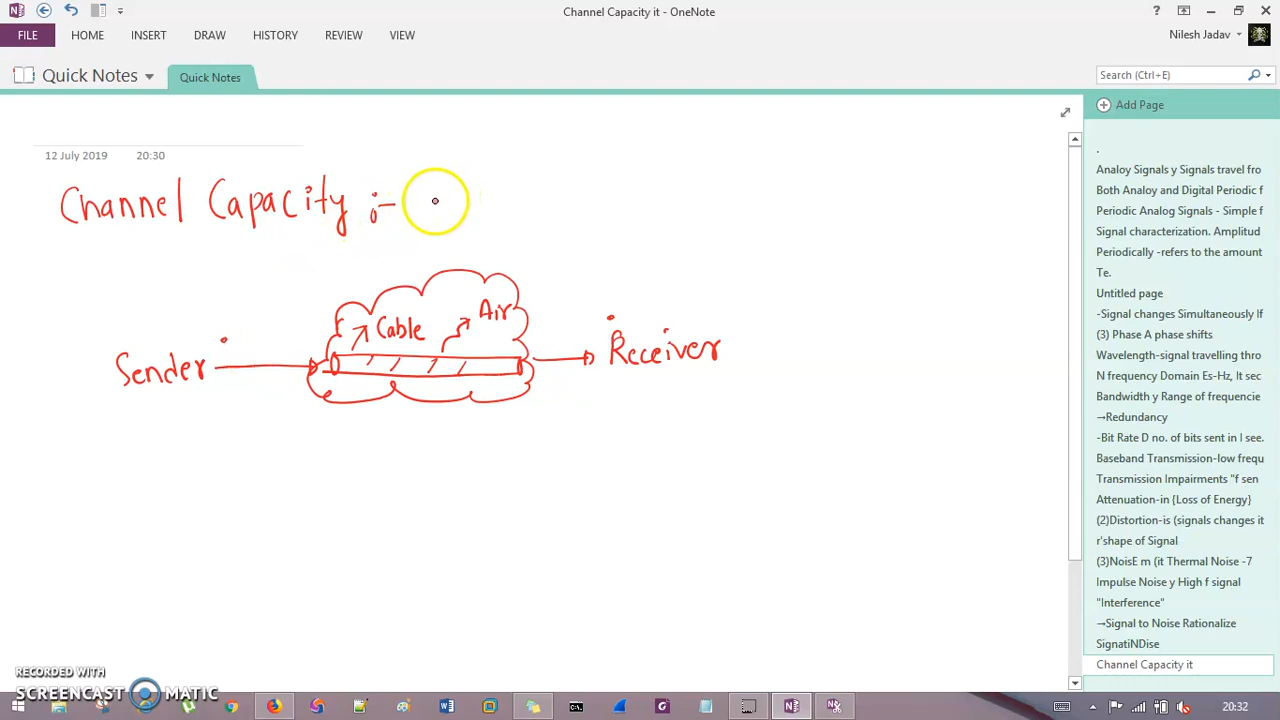 Channel Capacity it - OneNote
?
FILE HOME INSERT DRAW HISTORY REVIEW VIEW
Nilesh Jadav
Quick Notes
Quick Notes
Search (Ctrl+E)
Add Page
12 July 2019 20:30
Channel Capacity :-
Air
Cable
Sender
Receiver
.
Analoy Signals y Signals travel fro
Both Analoy and Digital Periodic f
Periodic Analog Signals - Simple f
Signal characterization. Amplitud
Periodically -refers to the amount
Te.
Untitled page
-Signal changes Simultaneously If
(3) Phase A phase shifts
Wavelength-signal travelling thro
N frequency Domain Es-Hz, It sec
Bandwidth y Range of frequencie
→Redundancy
-Bit Rate D no. of bits sent in I see.
Baseband Transmission-low frequ
Transmission Impairments "f sen
Attenuation-in {Loss of Energy}
(2)Distortion-is (signals changes it
r'shape of Signal
(3)NoisE m (it Thermal Noise -7
Impulse Noise y High f signal
"Interference"
→Signal to Noise Rationalize
SignatiNDise
Channel Capacity it
RECORDED WITH
SCREENCAST MATIC
20:32